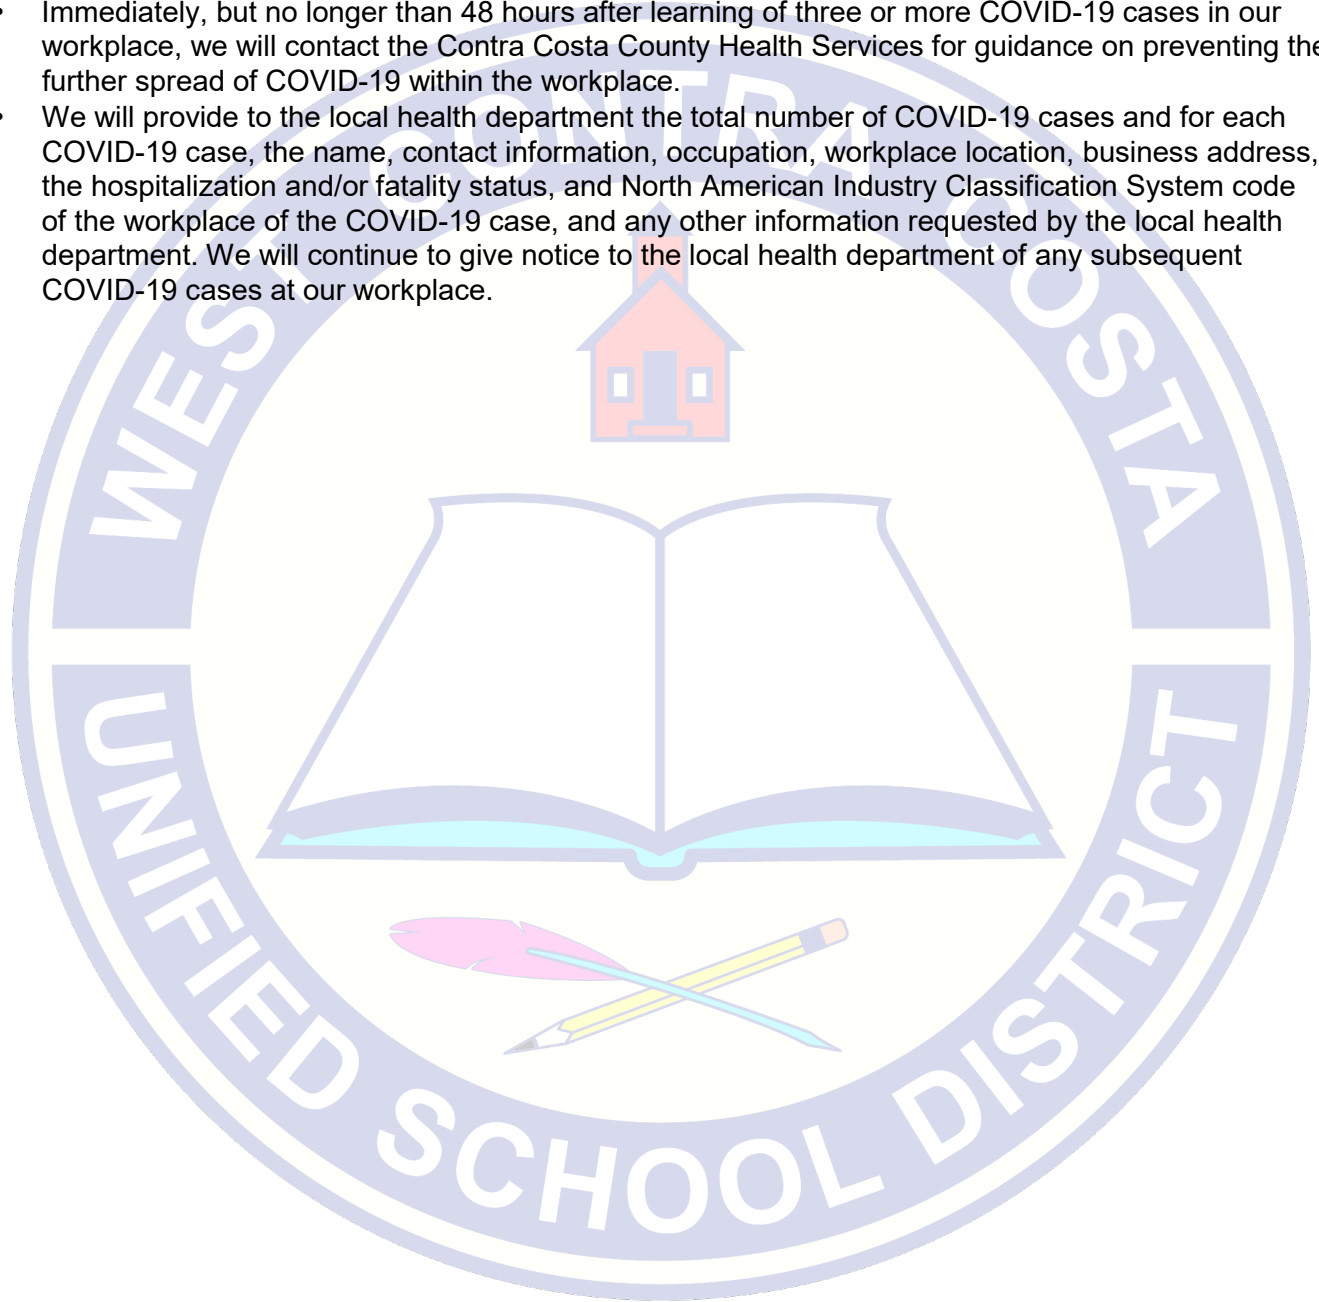 • Immediately, but no longer than 48 hours after learning of three or more COVID-19 cases in our
workplace, we will contact the Contra Costa County Health Services for guidance on preventing the
further spread of COVID-19 within the workplace.
• We will provide to the local health department the total number of COVID-19 cases and for each
COVID-19 case, the name, contact information, occupation, workplace location, business address,
the hospitalization and/or fatality status, and North American Industry Classification System code
of the workplace of the COVID-19 case, and any other information requested by the local health
department. We will continue to give notice to the local health department of any subsequent
COVID-19 cases at our workplace.
WEST CONTRA COSTA
UNIFIED SCHOOL DISTRICT